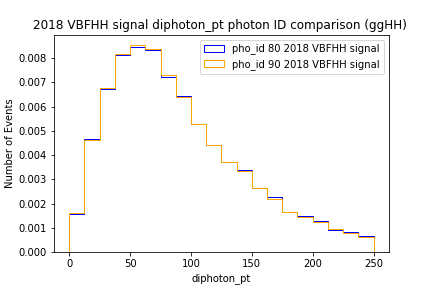 2018 VBFHH signal diphoton_pt photon ID comparison (ggHH)
pho_id 80 2018 VBFHH signal
pho_id 90 2018 VBFHH signal
Number of Events
0.008
0.007
0.006
0.005
0.004
0.003
0.002
0.001
0.000
0 50 100 150 200 250
diphoton_pt